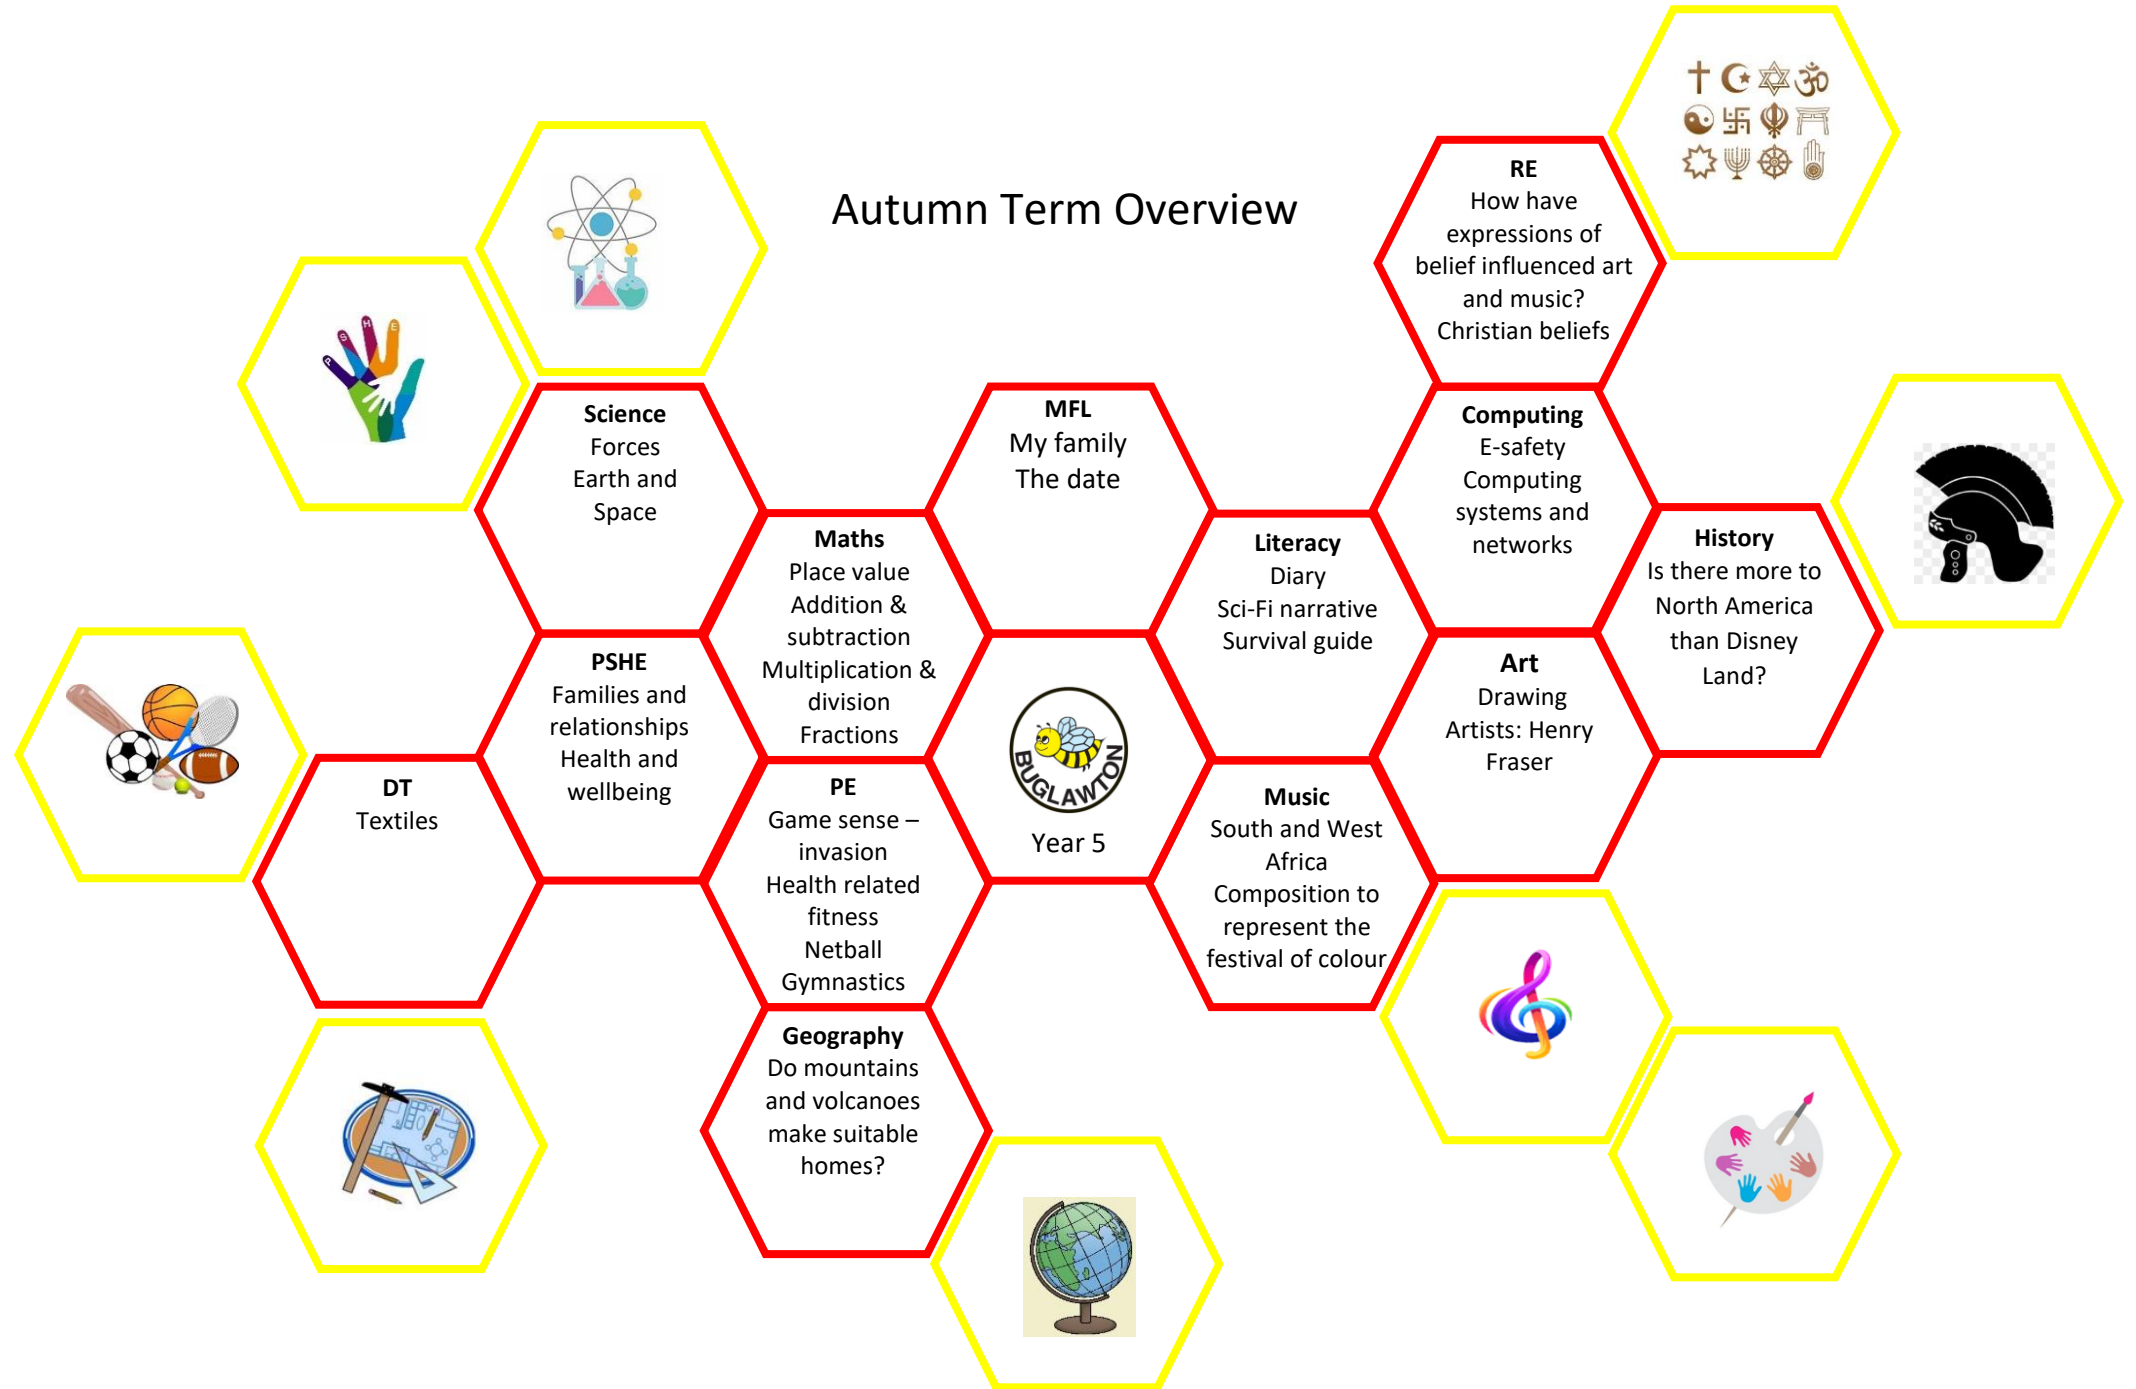 Autumn Term Overview
RE
How have
expressions of
belief influenced art
and music?
Christian beliefs
P S H E
Science
Forces
Earth and
Space
MFL
My family
The date
Computing
E-safety
Computing
systems and
networks
Maths
Place value
Addition &
subtraction
Multiplication &
division
Fractions
Literacy
Diary
Sci-Fi narrative
Survival guide
History
Is there more to
North America
than Disney
Land?
PSHE
Families and
relationships
Health and
wellbeing
BUGLAWTON
Year 5
Art
Drawing
Artists: Henry
Fraser
DT
Textiles
PE
Game sense –
invasion
Health related
fitness
Netball
Gymnastics
Music
South and West
Africa
Composition to
represent the
festival of colour
Geography
Do mountains
and volcanoes
make suitable
homes?